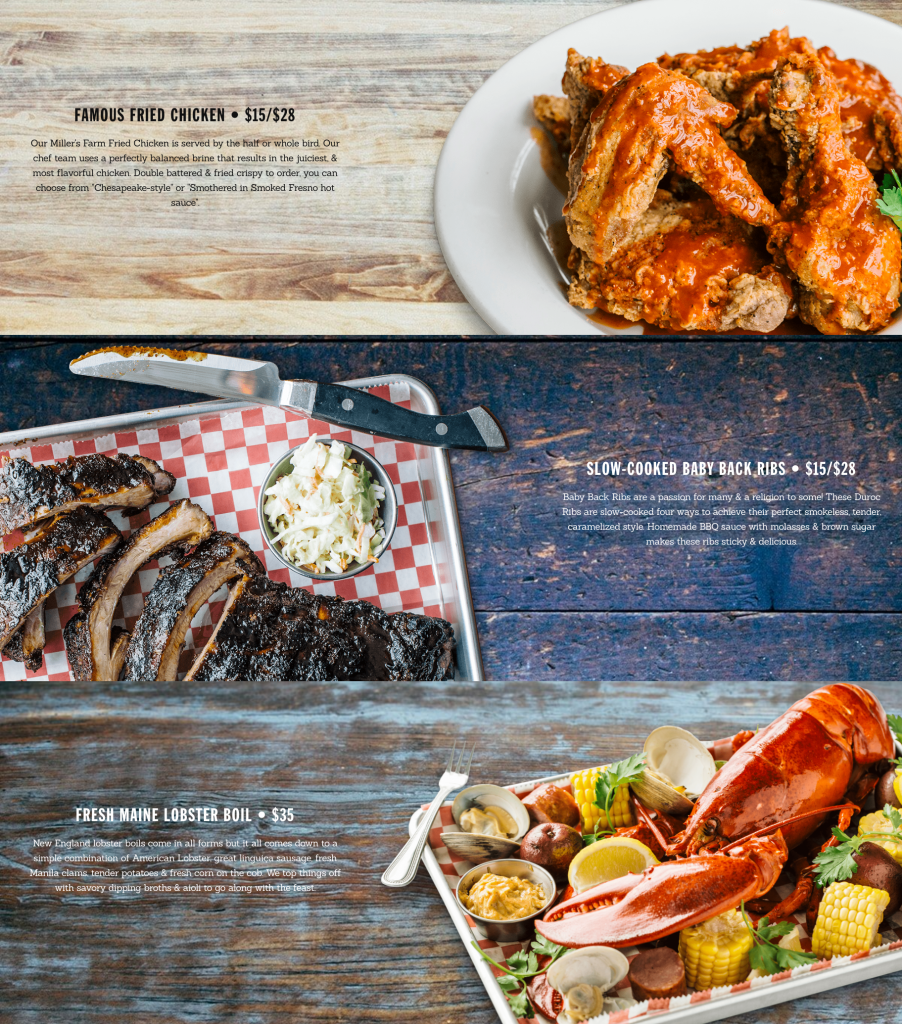 FAMOUS FRIED CHICKEN • $15/$28
Our Miller's Farm Fried Chicken is served by the half or whole bird. Our
chef team uses a perfectly balanced brine that results in the juiciest, &
most flavorful chicken. Double battered & fried crispy to order, you can
choose from "Chesapeake-style" or "Smothered in Smoked Fresno hot
sauce".
SLOW-COOKED BABY BACK RIBS • $15/$28
Baby Back Ribs are a passion for many & a religion to some! These Duroc
Ribs are slow-cooked four ways to achieve their perfect smokeless, tender,
caramelized style. Homemade BBQ sauce with molasses & brown sugar
makes these ribs sticky & delicious.
FRESH MAINE LOBSTER BOIL • $35
New England lobster boils come in all forms but it all comes down to a
simple combination of American Lobster, great linguica sausage, fresh
Manila clams, tender potatoes & fresh corn on the cob. We top things off
with savory dipping broths & aioli to go along with the feast.